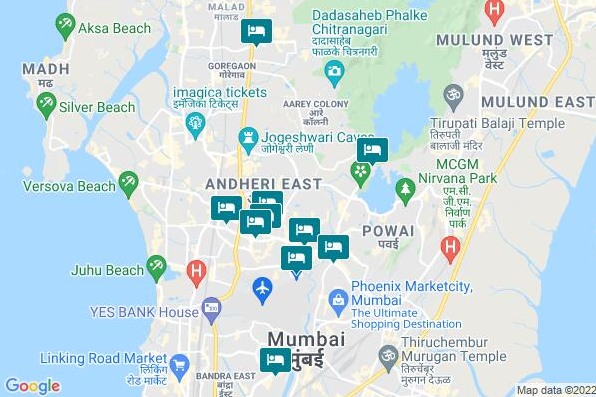 MALAD
मालाड
Dadasaheb Phalke
Chitranagari
दादासाहेब
फाळके चित्रनगरी
MULUND WEST
मुलुंड
वेस्ट
Aksa Beach
MADH
मढ
GOREGAON
गोरेगाव
imagica tickets
इमॅजिका टिकेट्स
AAREY COLONY
आरे
कॉलनी
MULUND EAST
Silver Beach
Tirupati Balaji Temple
तिरुपती
बालाजी मंदिर
Jogeshwari Caves
जोगेश्वरी लेणी
MCGM
Nirvana Park
एम.सी.
जी.एम.
निर्वाण
पार्क
Versova Beach
ANDHERI EAST
POWAI
पवई
Juhu Beach
Phoenix Marketcity,
Mumbai
The Ultimate
Shopping Destination
YES BANK House
Mumbai
मुंबई
Linking Road Market
लिंकिंग
रोड मार्केट
BANDRA EAST
बांद्रा
ईस्ट
Thiruchembur
Murugan Temple
तिरुचेंबूर
मुरुगन देऊळ
Google
Map data ©2022